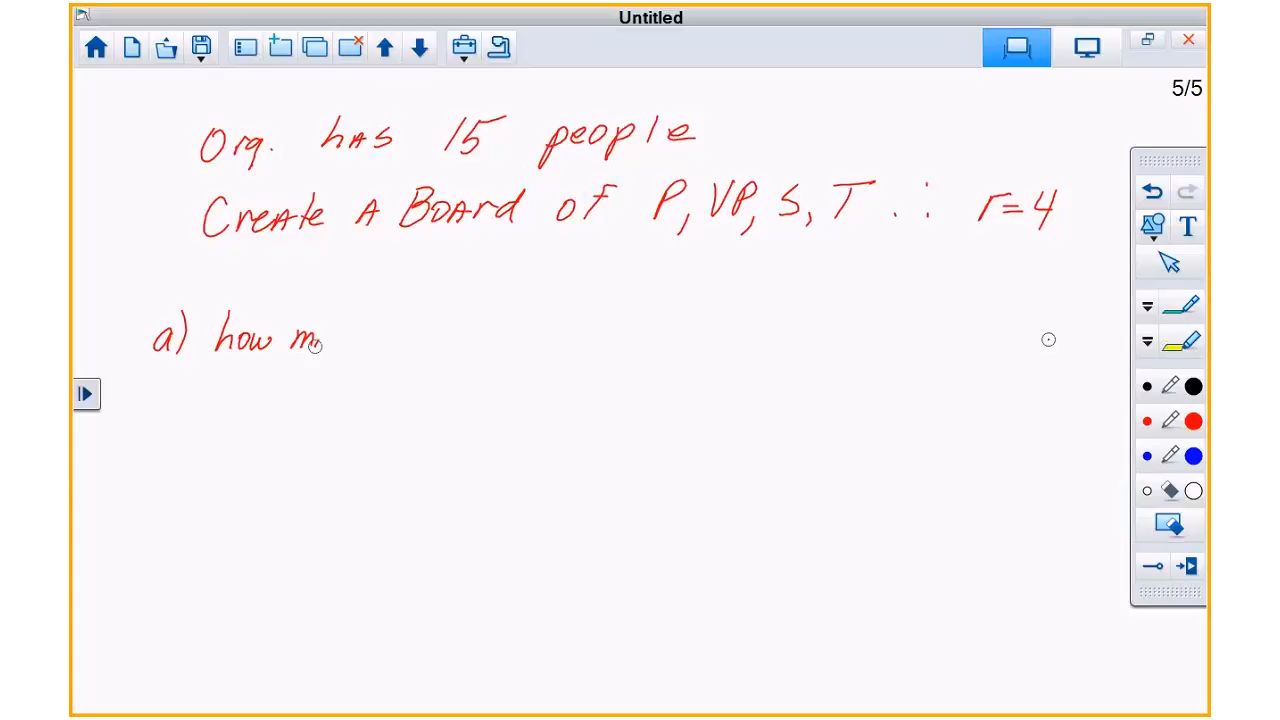 Untitled
5/5
Org. has 15 people
Create A Board of P, VP, S, T . ∴ r=4
a) how m
T